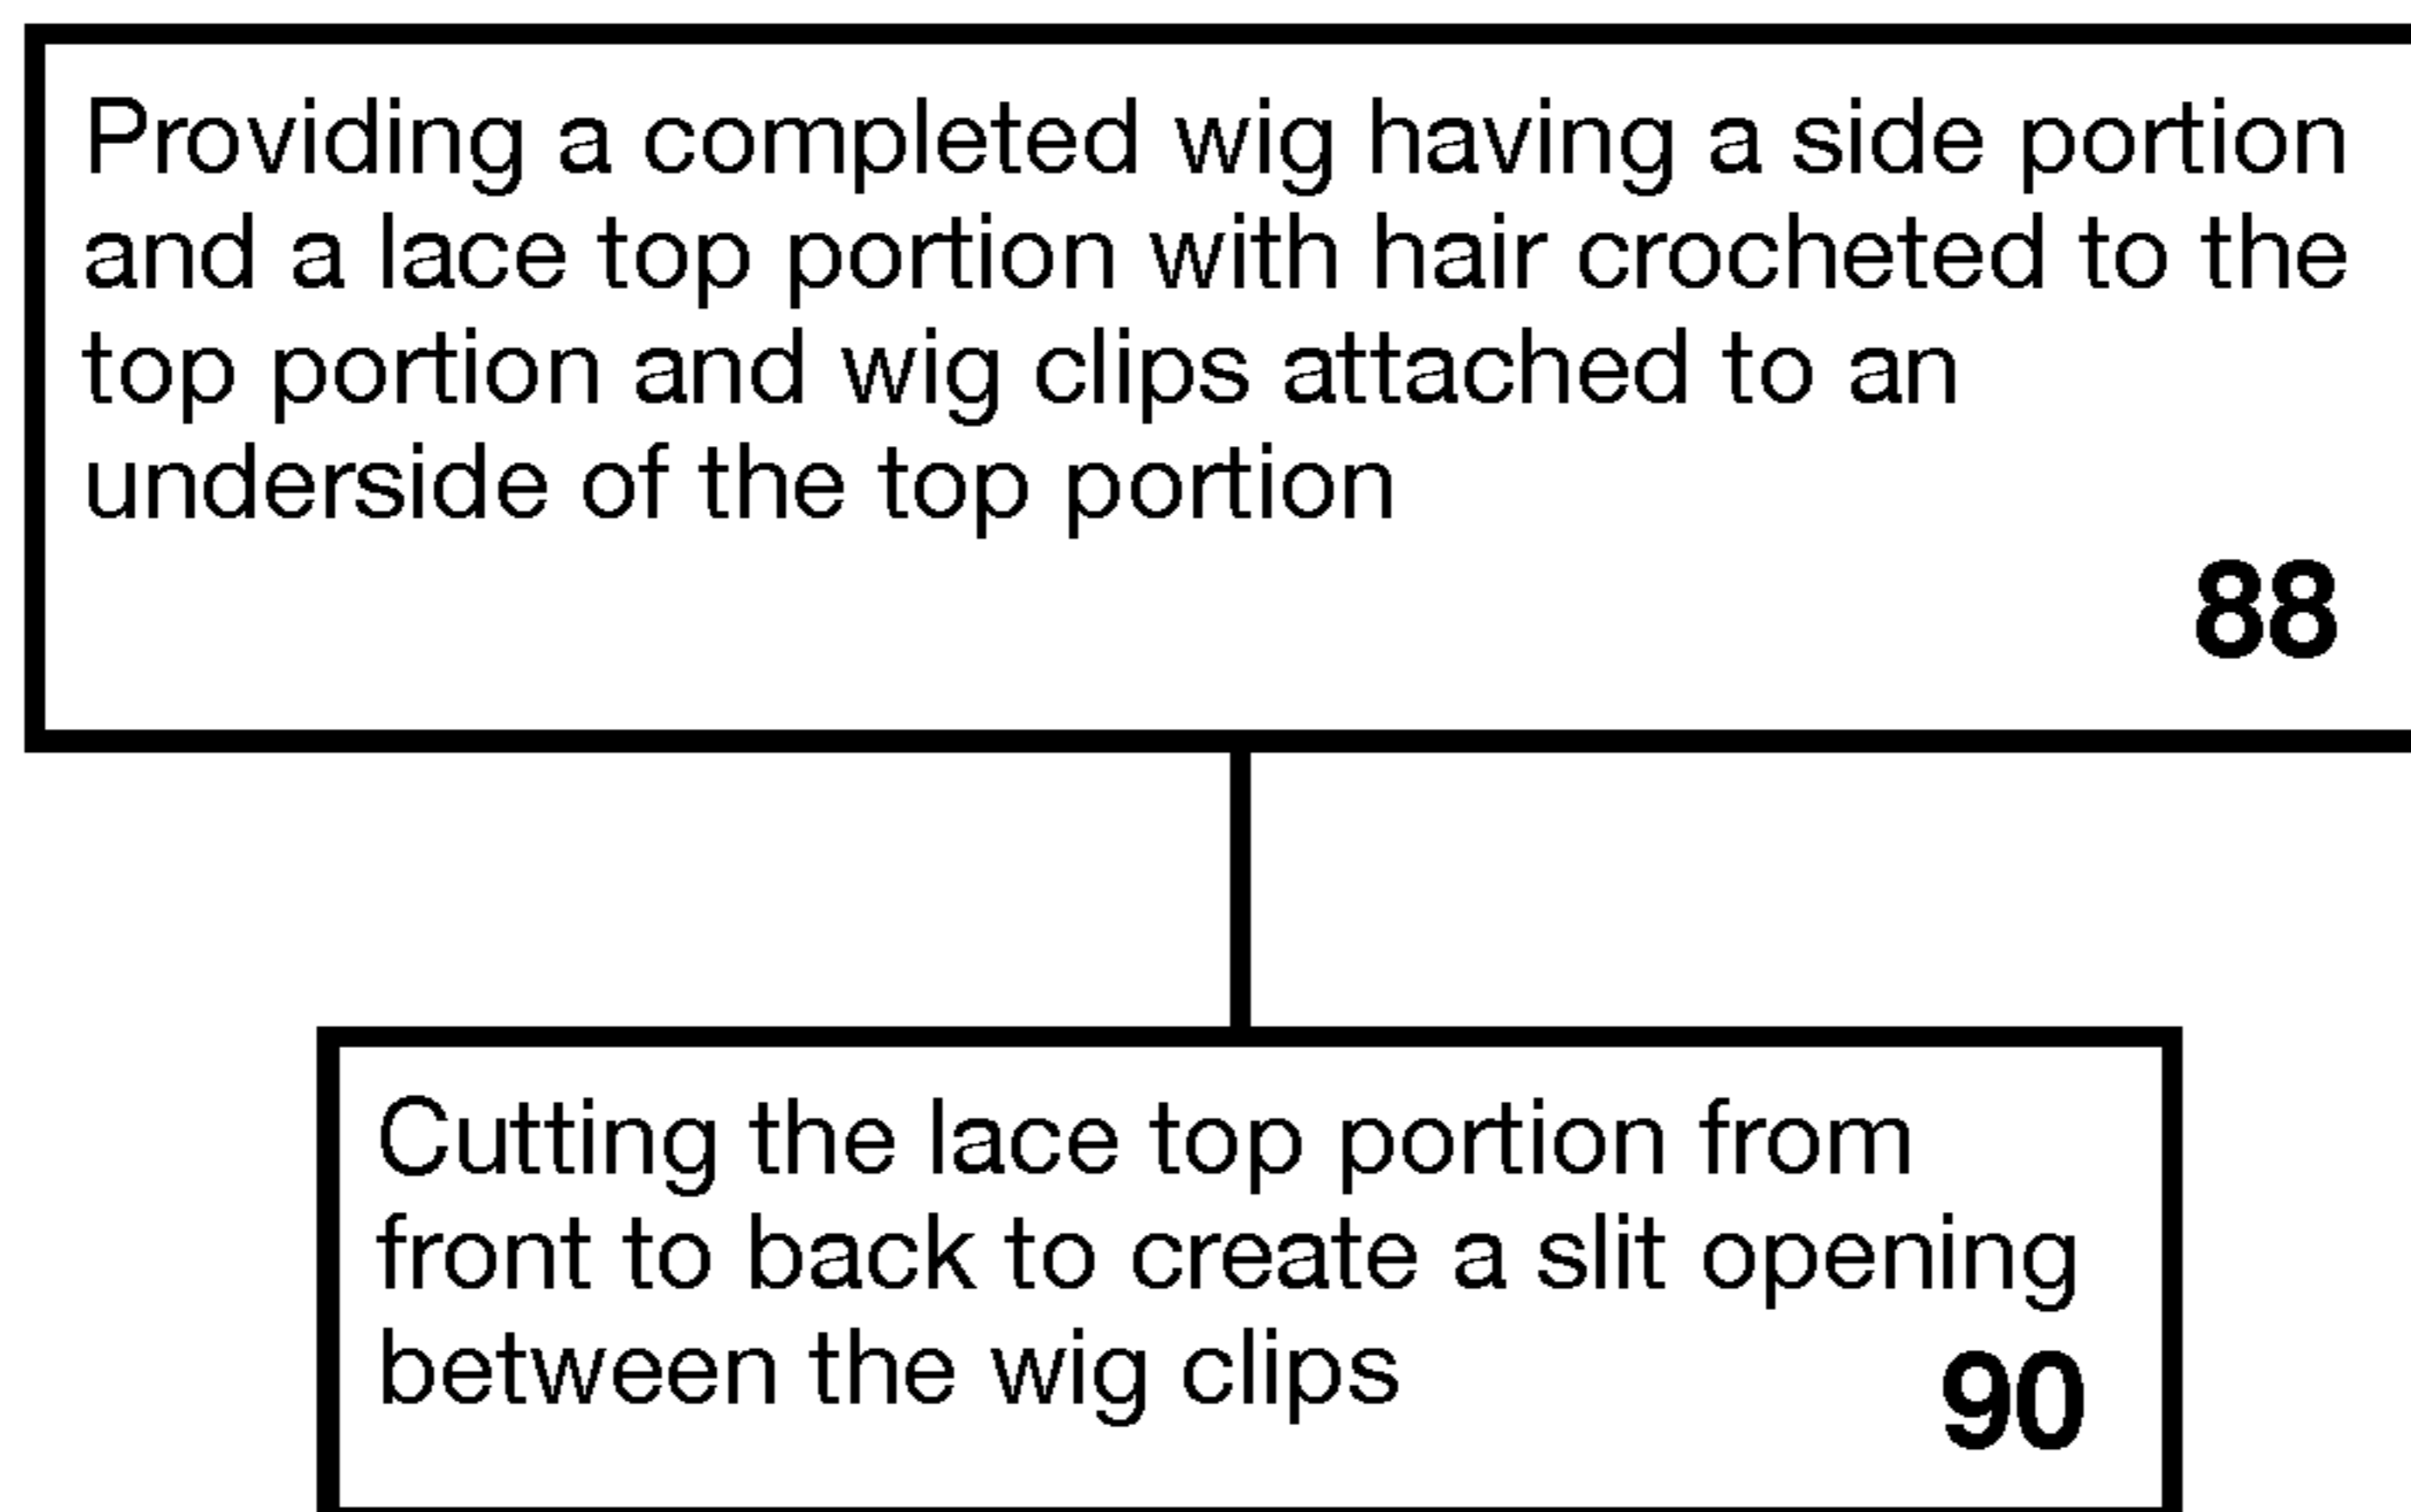 Providing a completed wig having a side portion
and a lace top portion with hair crocheted to the
top portion and wig clips attached to an
underside of the top portion
88
Cutting the lace top portion from
front to back to create a slit opening
between the wig clips
90